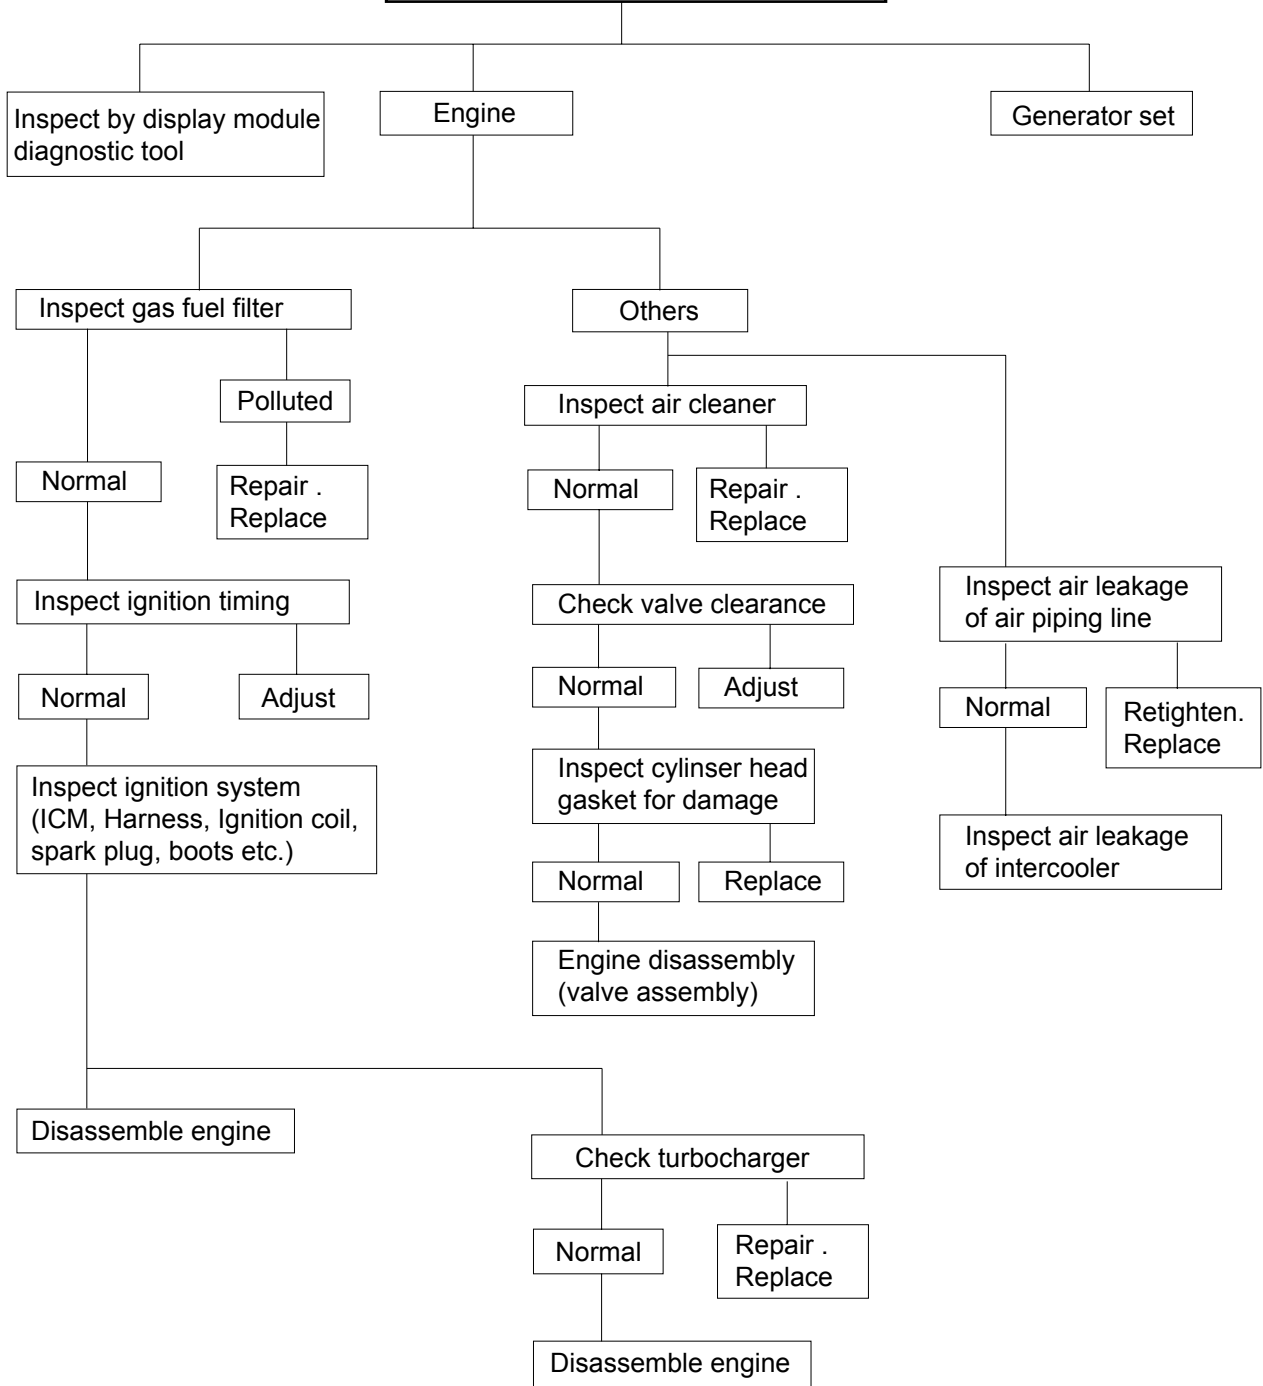 Inspect by display module
diagnostic tool
Engine
Generator set
Inspect gas fuel filter
Others
Polluted
Inspect air cleaner
Normal
Repair .
Replace
Normal
Repair .
Replace
Inspect ignition timing
Check valve clearance
Inspect air leakage
of air piping line
Normal
Adjust
Normal
Adjust
Normal
Retighten.
Replace
Inspect ignition system
(ICM, Harness, Ignition coil,
spark plug, boots etc.)
Inspect cylinser head
gasket for damage
Inspect air leakage
of intercooler
Normal
Replace
Engine disassembly
(valve assembly)
Disassemble engine
Check turbocharger
Normal
Repair .
Replace
Disassemble engine